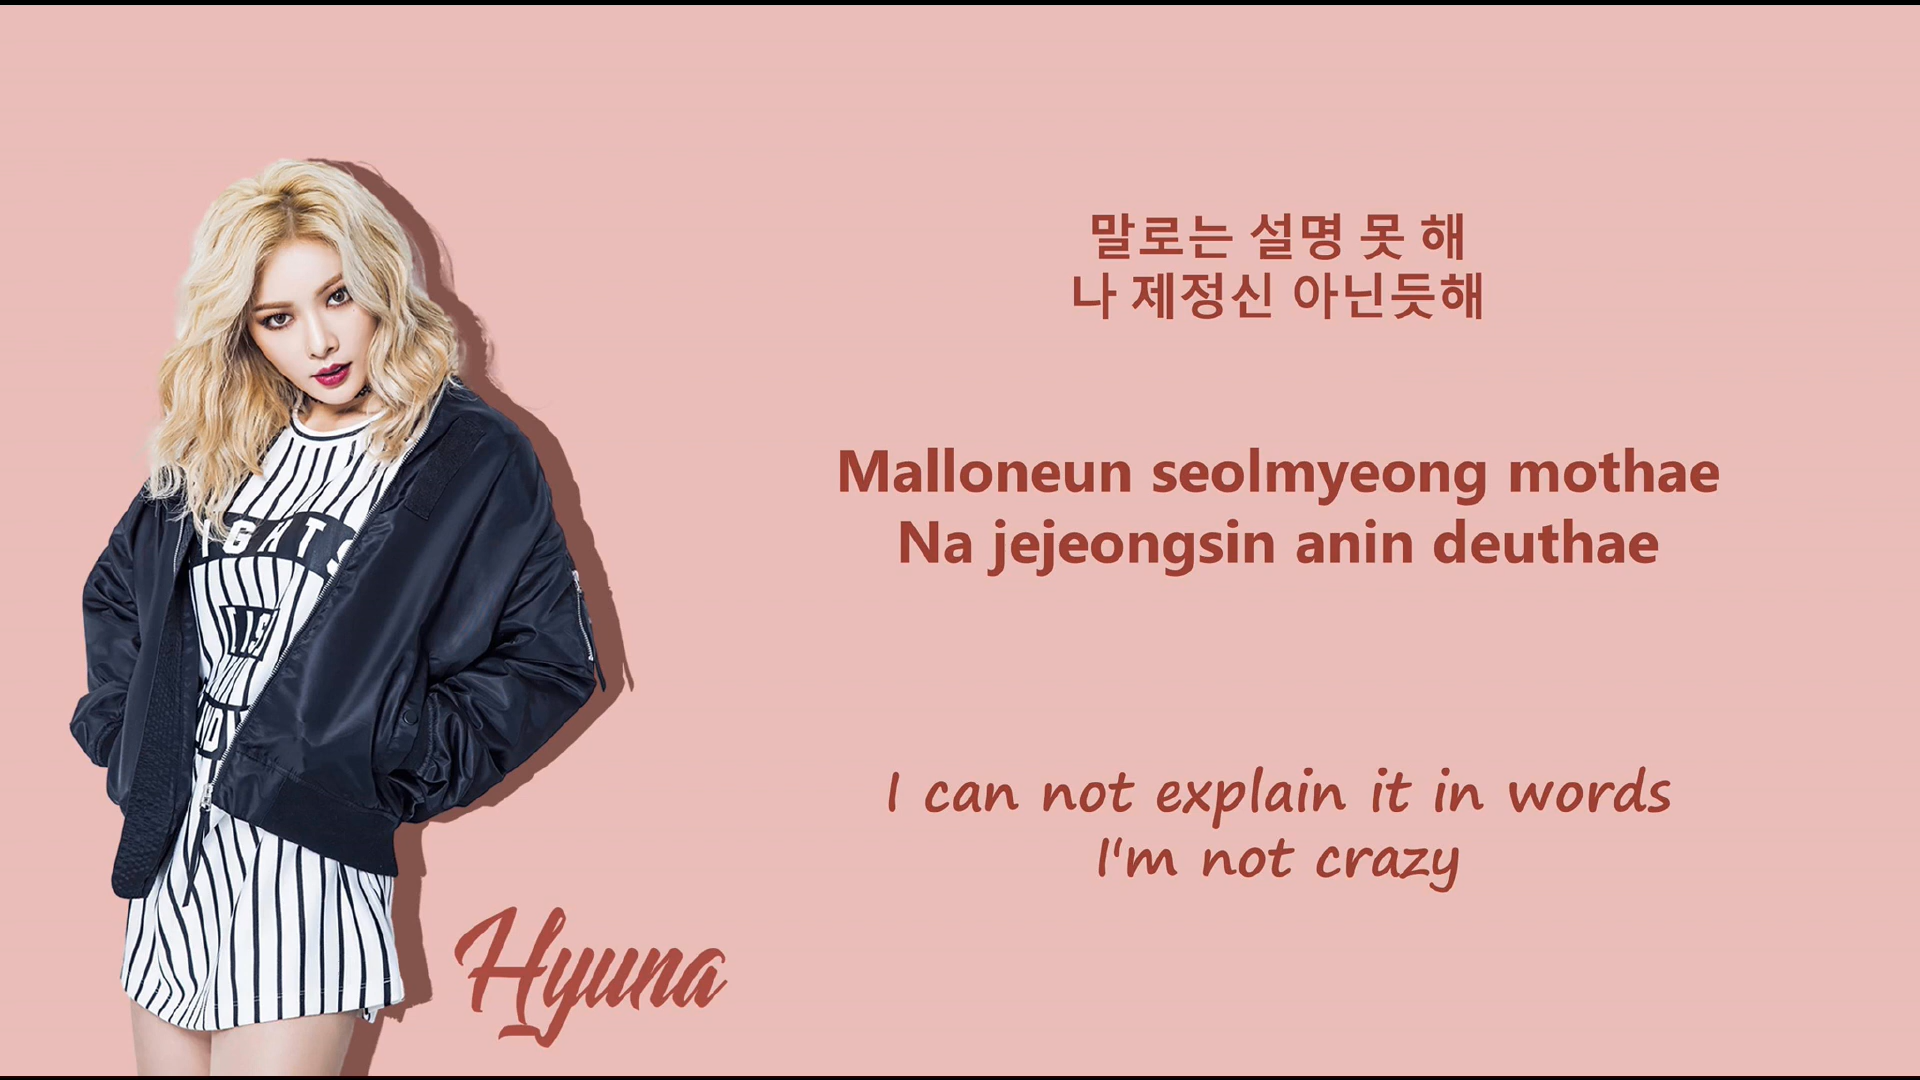 말로는 설명 못 해
나 제정신 아닌듯해
Malloneun seolmyeong mothae
Na jejeongsin anin deuthae
I can not explain it in words
I'm not crazy
Hyuna